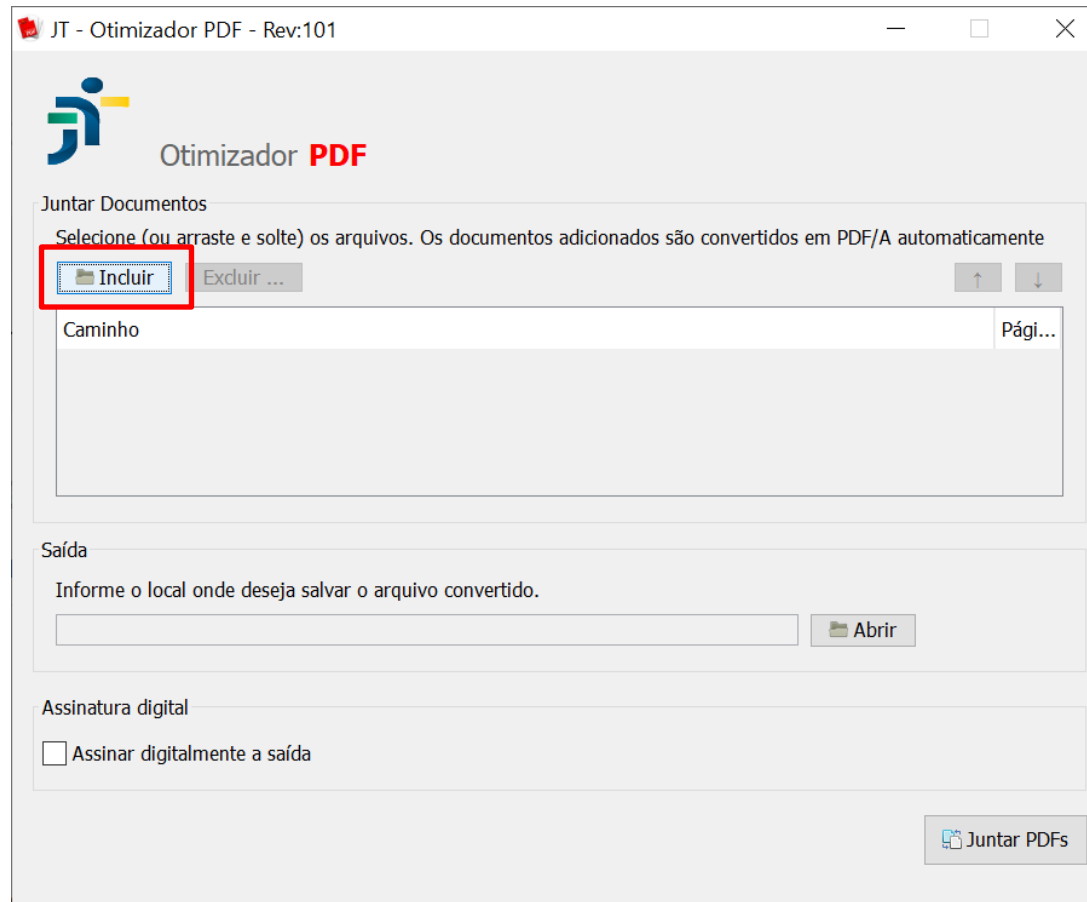 JT - Otimizador PDF - Rev:101
Otimizador PDF
Juntar Documentos
Selecione (ou arraste e solte) os arquivos. Os documentos adicionados são convertidos em PDF/A automaticamente
Incluir Excluir ... ↑ ↓
Caminho Pági...
Saída
Informe o local onde deseja salvar o arquivo convertido.
Abrir
Assinatura digital
Assinar digitalmente a saída
Juntar PDFs